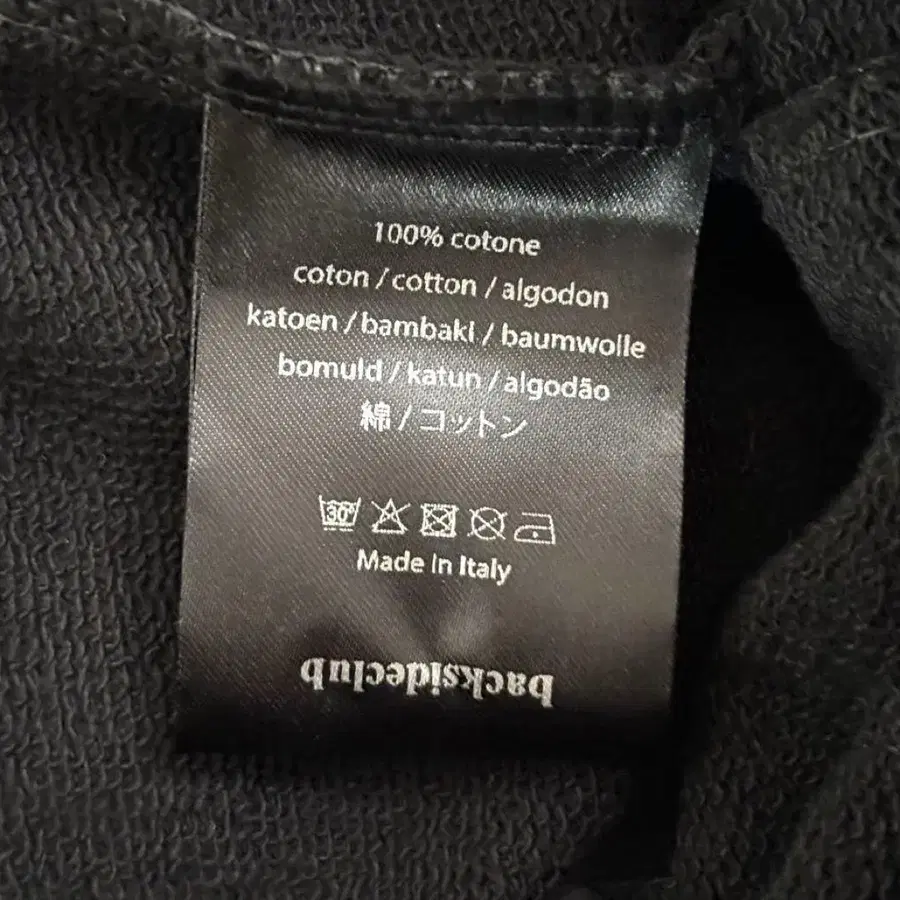 100% cotone
coton / cotton / algodon
katoen / bambaki / baumwolle
bomuld / katun / algodão
綿 / コットン
30°
Made in Italy
backsideclub